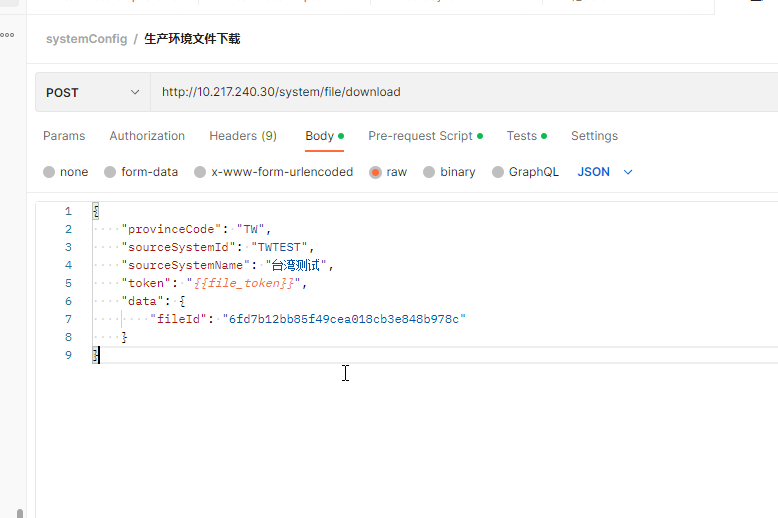 systemConfig / 生产环境文件下载
POST http://10.217.240.30/system/file/download
Params Authorization Headers (9) Body Pre-request Script Tests Settings
none form-data x-www-form-urlencoded raw binary GraphQL JSON
1 {
2 "provinceCode": "TW",
3 "sourceSystemId": "TWTEST",
4 "sourceSystemName": "台湾测试",
5 "token": "{{file_token}}",
6 "data": {
7 "fileId": "6fd7b12bb85f49cea018cb3e848b978c"
8 }
9 }